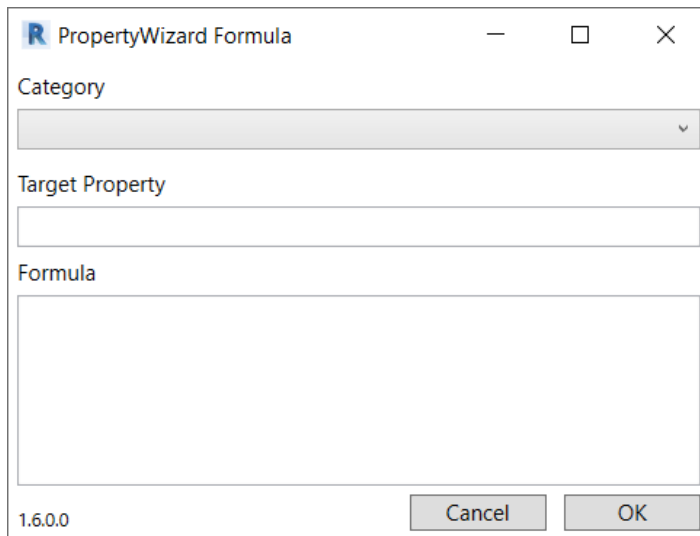 PropertyWizard Formula
Category
Target Property
Formula
1.6.0.0
Cancel
OK